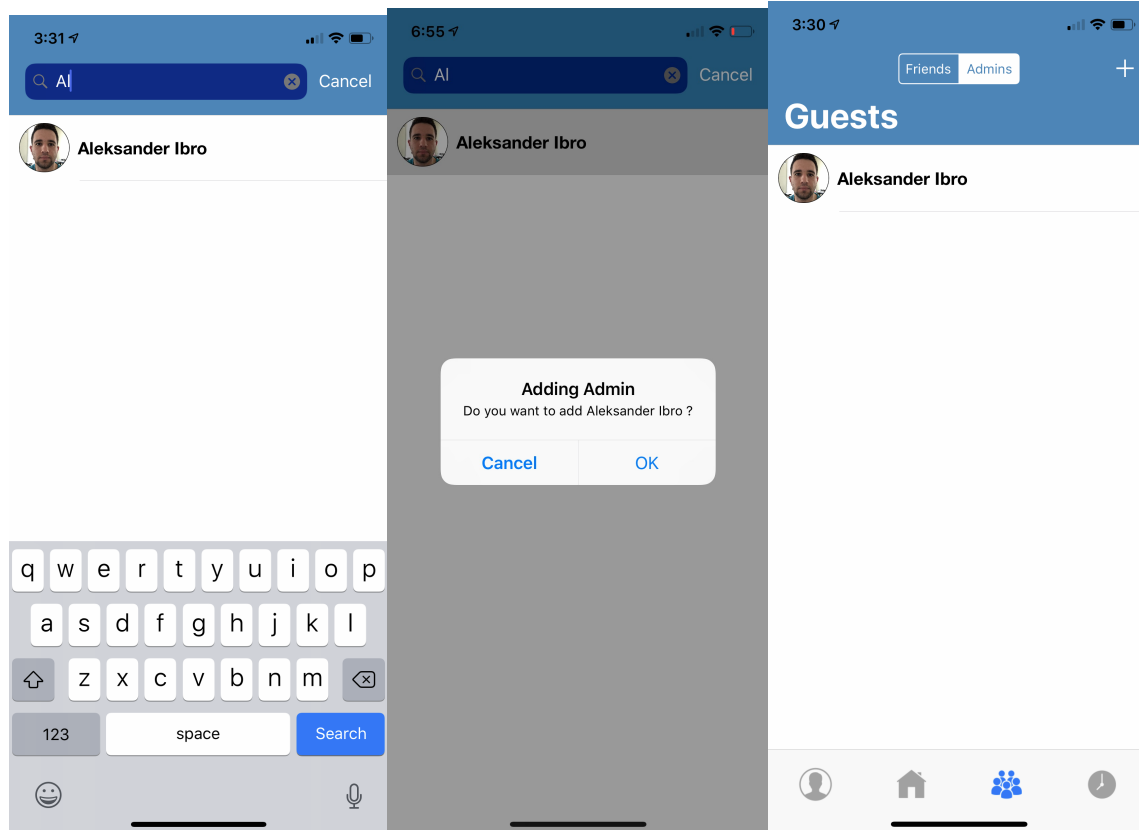 3:31
Al
Cancel
Aleksander Ibro
q w e r t y u i o p
a s d f g h j k l
z x c v b n m
123 space Search
6:55
Al
Cancel
Aleksander Ibro
Adding Admin
Do you want to add Aleksander Ibro ?
Cancel OK
3:30
Friends Admins
Guests
Aleksander Ibro